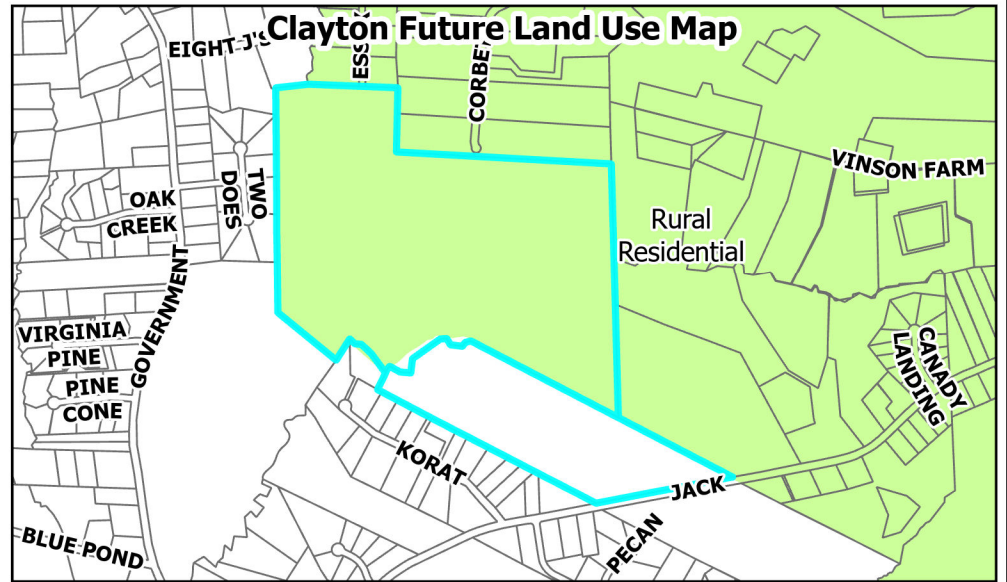 Clayton Future Land Use Map
EIGHT J'S
ESSEX
CORBE
VINSON FARM
TWO
DOES
OAK
CREEK
Rural
Residential
GOVERNMENT
VIRGINIA
PINE
PINE
CONE
CANADY
LANDING
KORAT
JACK
PECAN
BLUE POND